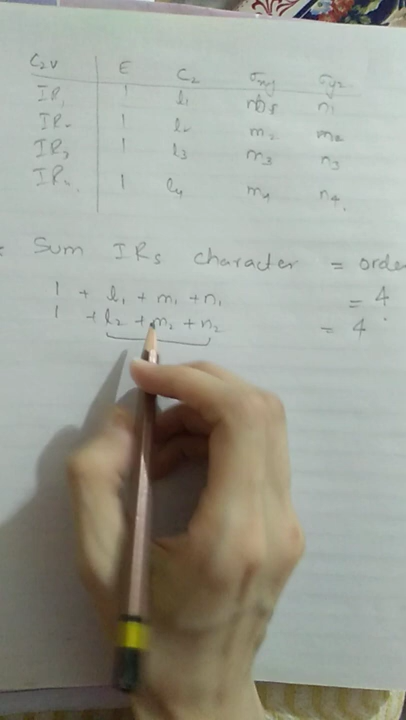 C2V E C2 σxy σyz
IR1 1 l1 m1 n1
IR2 1 l2 m2 m2
IR3 1 l3 m3 n3
IR4 1 l4 m4 n4
Sum IRs character = order
1 + l1 + m1 + n1 = 4
1 + l2 + m2 + n2 = 4